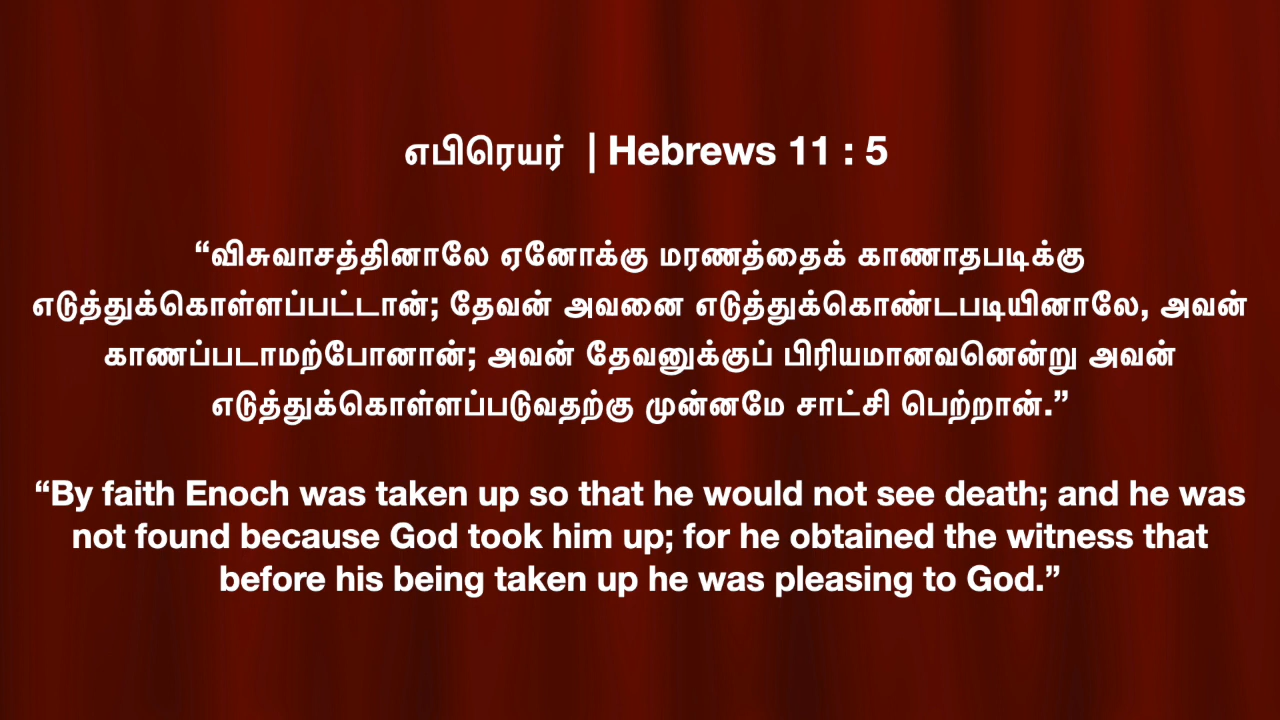 எபிரெயர் | Hebrews 11 : 5
“விசுவாசத்தினாலே ஏனோக்கு மரணத்தைக் காணாதபடிக்கு
எடுத்துக்கொள்ளப்பட்டான்; தேவன் அவனை எடுத்துக்கொண்டபடியினாலே, அவன்
காணப்படாமற்போனான்; அவன் தேவனுக்குப் பிரியமானவனென்று அவன்
எடுத்துக்கொள்ளப்படுவதற்கு முன்னமே சாட்சி பெற்றான்.”
“By faith Enoch was taken up so that he would not see death; and he was
not found because God took him up; for he obtained the witness that
before his being taken up he was pleasing to God.”